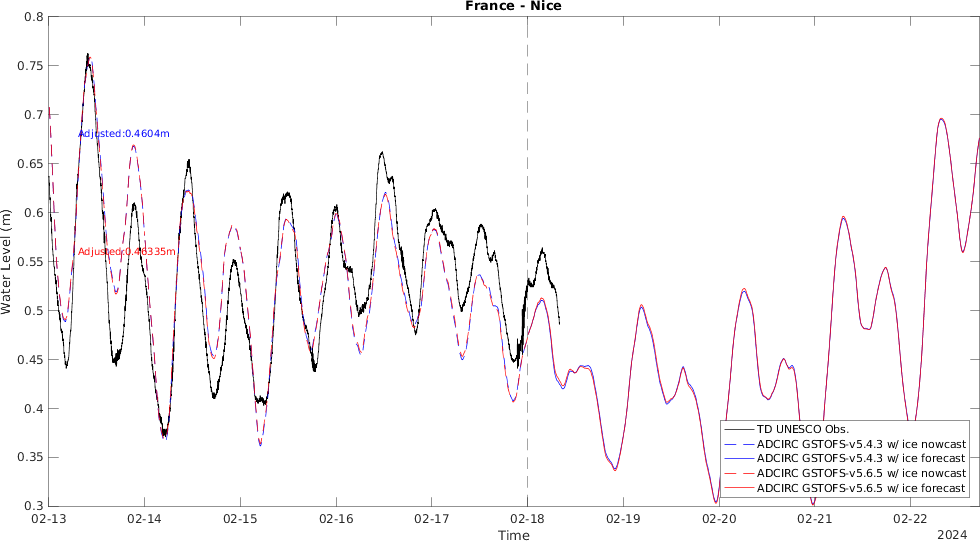 France - Nice
0.8
0.75
0.7
0.65
0.6
0.55
0.5
0.45
0.4
0.35
0.3
Water Level (m)
Adjusted:0.4604m
Adjusted:0.46335m
TD UNESCO Obs.
ADCIRC GSTOFS-v5.4.3 w/ ice nowcast
ADCIRC GSTOFS-v5.4.3 w/ ice forecast
ADCIRC GSTOFS-v5.6.5 w/ ice nowcast
ADCIRC GSTOFS-v5.6.5 w/ ice forecast
02-13 02-14 02-15 02-16 02-17 02-18 02-19 02-20 02-21 02-22
Time
2024